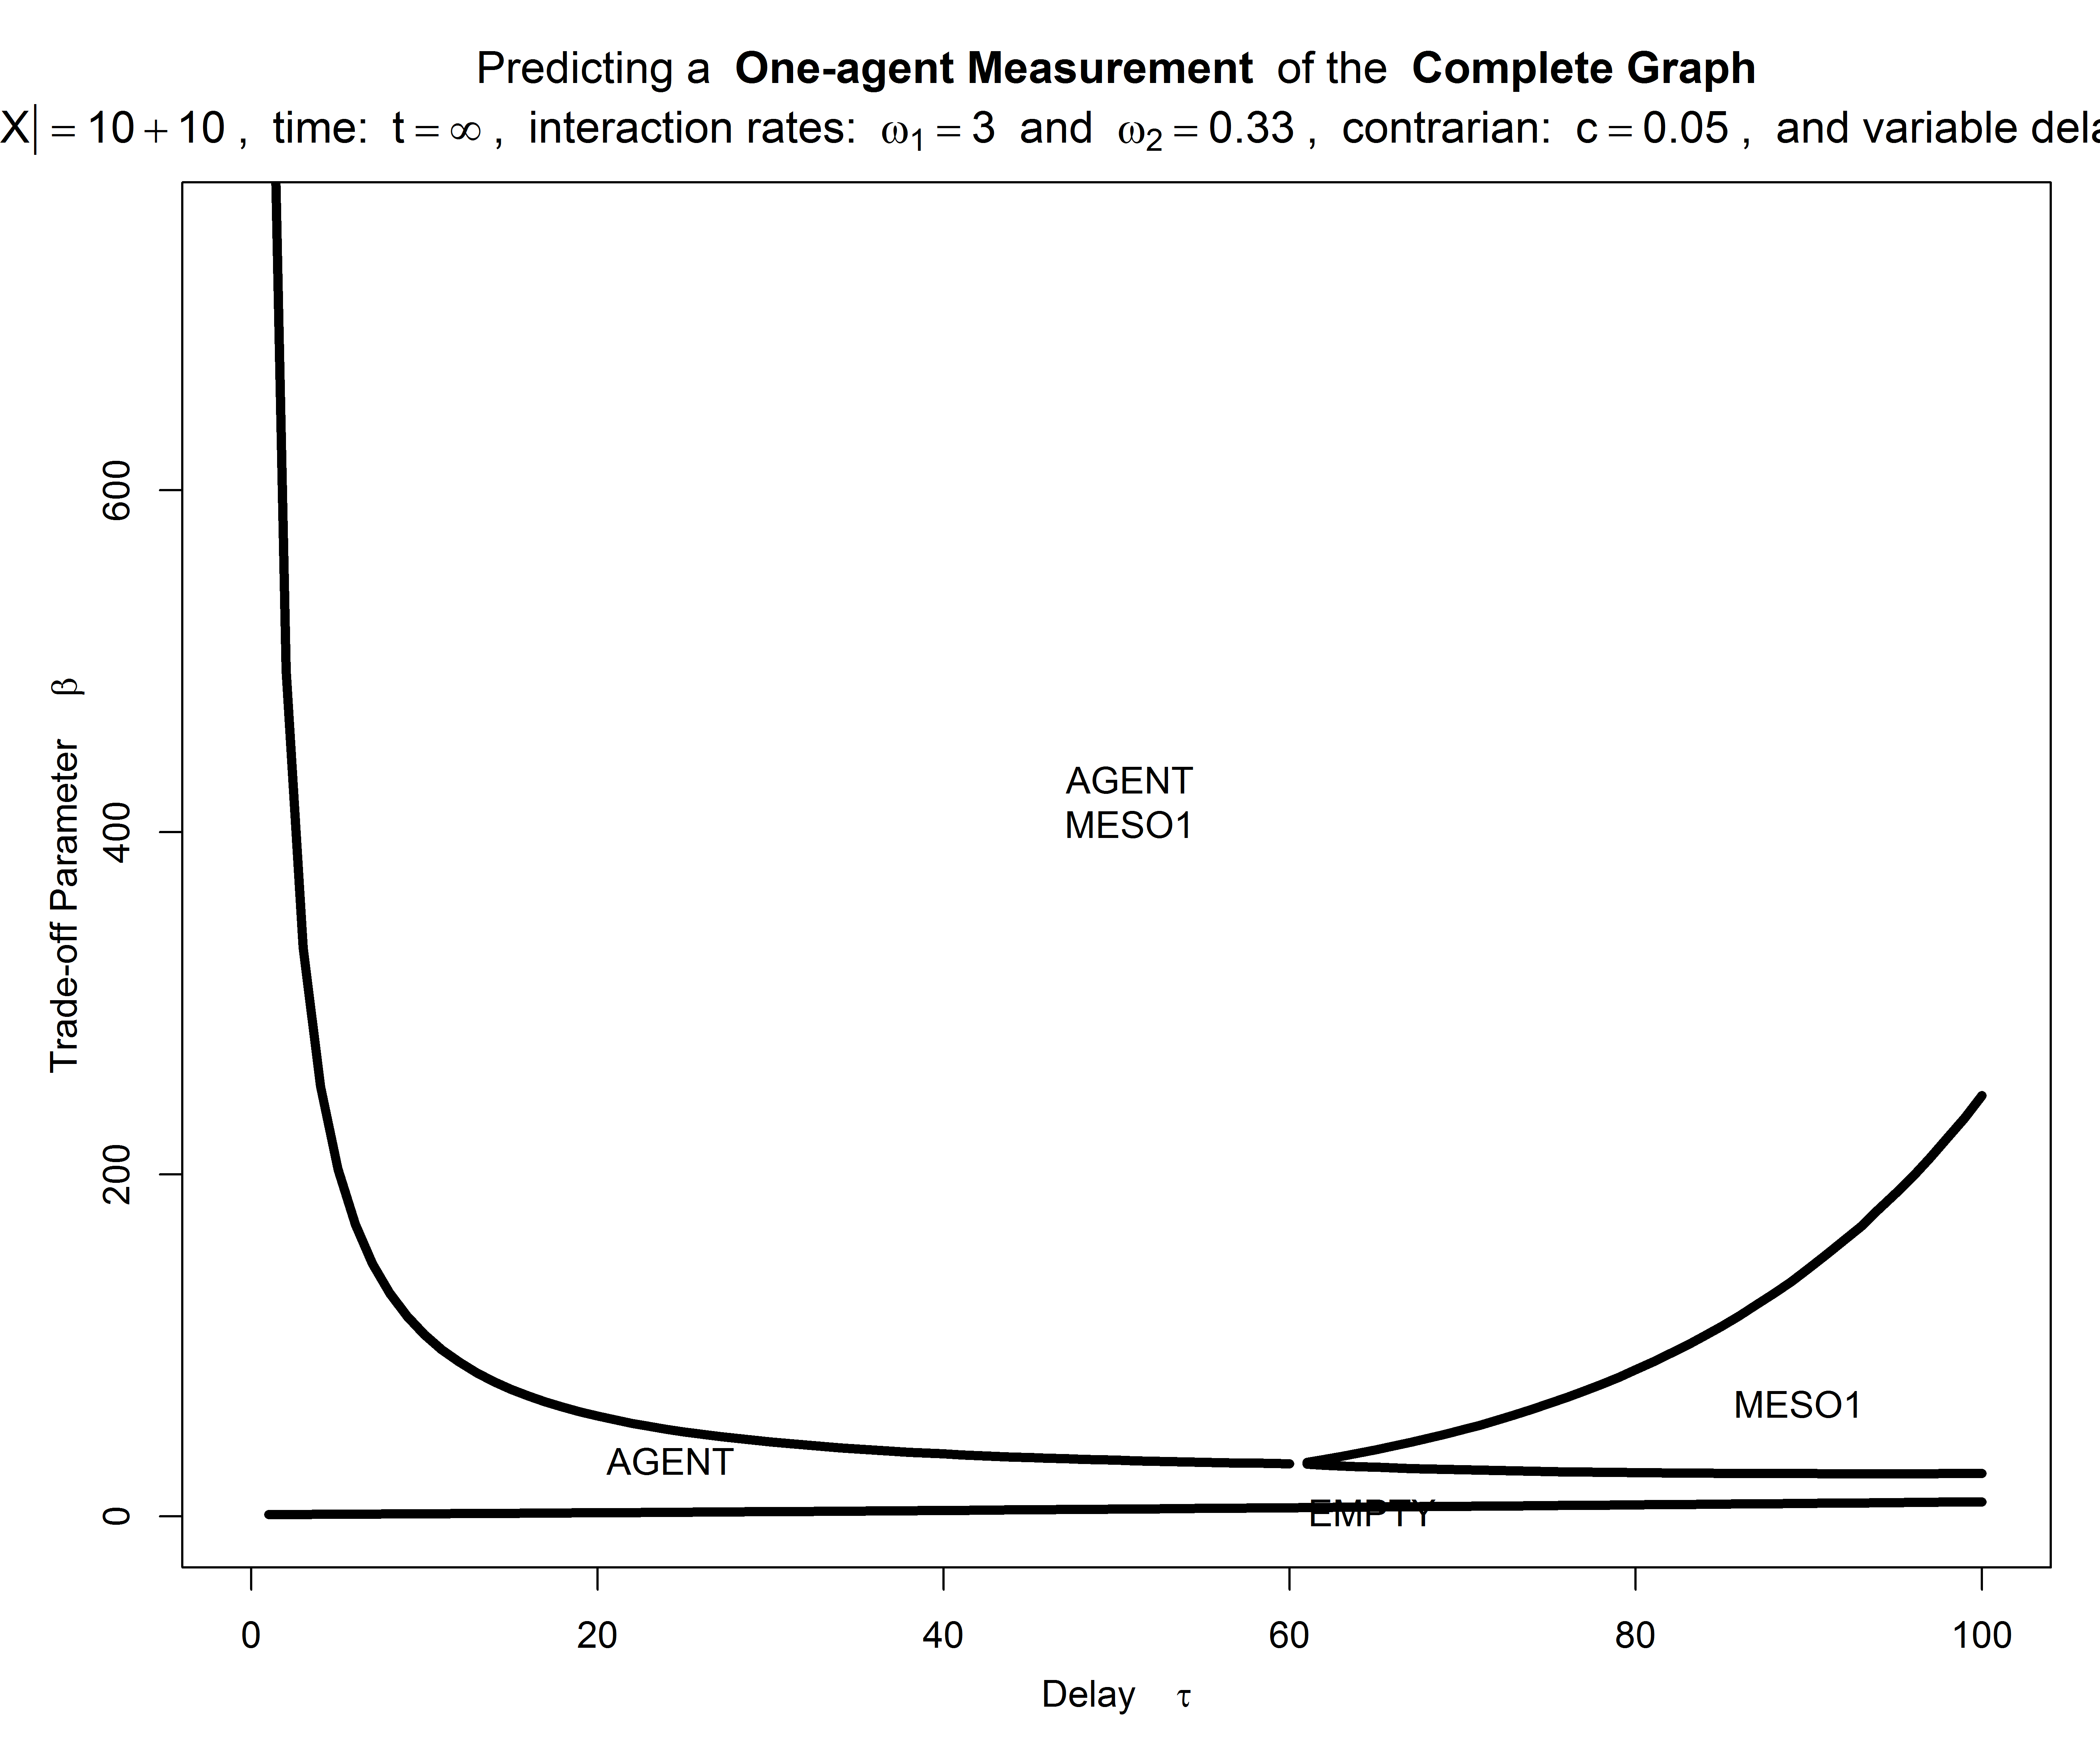 Predicting a One-agent Measurement of the Complete Graph
X| = 10 + 10 , time: t = ∞ , interaction rates: ω₁ = 3 and ω₂ = 0.33 , contrarian: c = 0.05 , and variable dela
600
400
200
0
Trade-off Parameter β
AGENT
MESO1
MESO1
AGENT
EMPTY
0 20 40 60 80 100
Delay τ